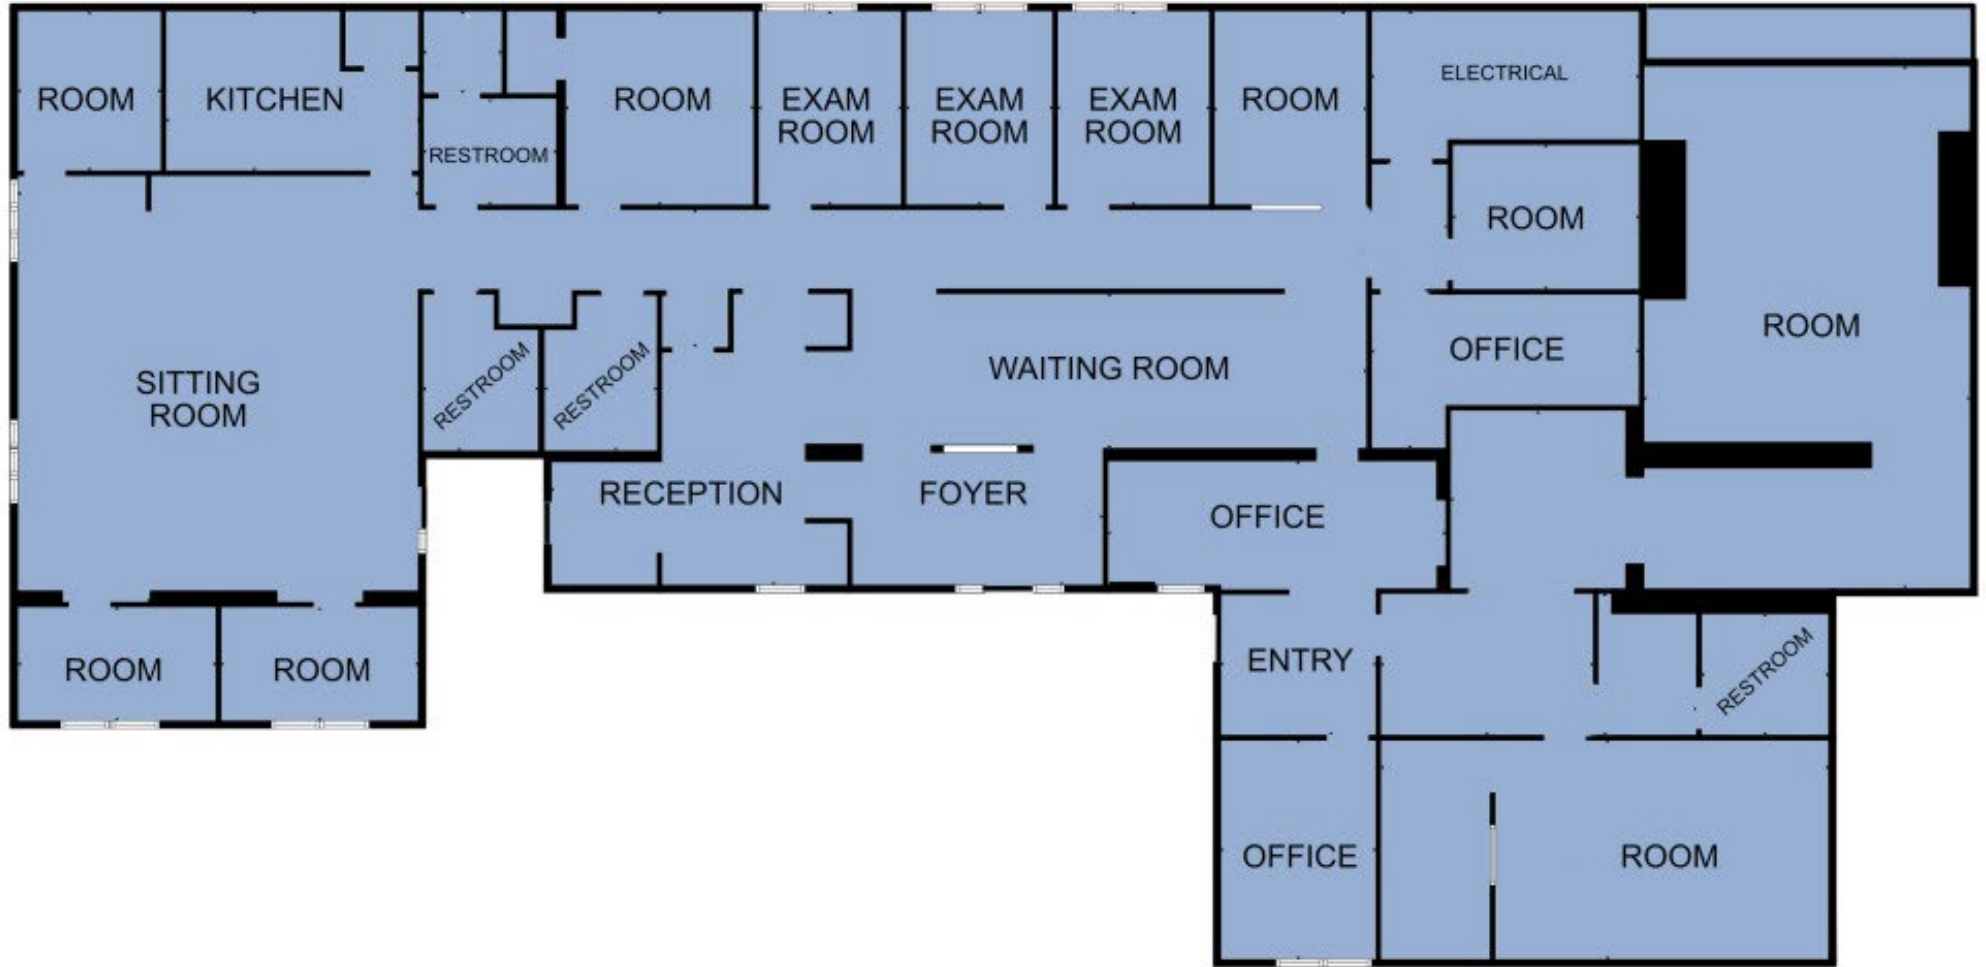 ROOM
KITCHEN
RESTROOM
ROOM
EXAM
ROOM
EXAM
ROOM
EXAM
ROOM
ROOM
ELECTRICAL
ROOM
ROOM
SITTING
ROOM
RESTROOM
RESTROOM
WAITING ROOM
OFFICE
RECEPTION
FOYER
OFFICE
ROOM
ROOM
ENTRY
RESTROOM
OFFICE
ROOM